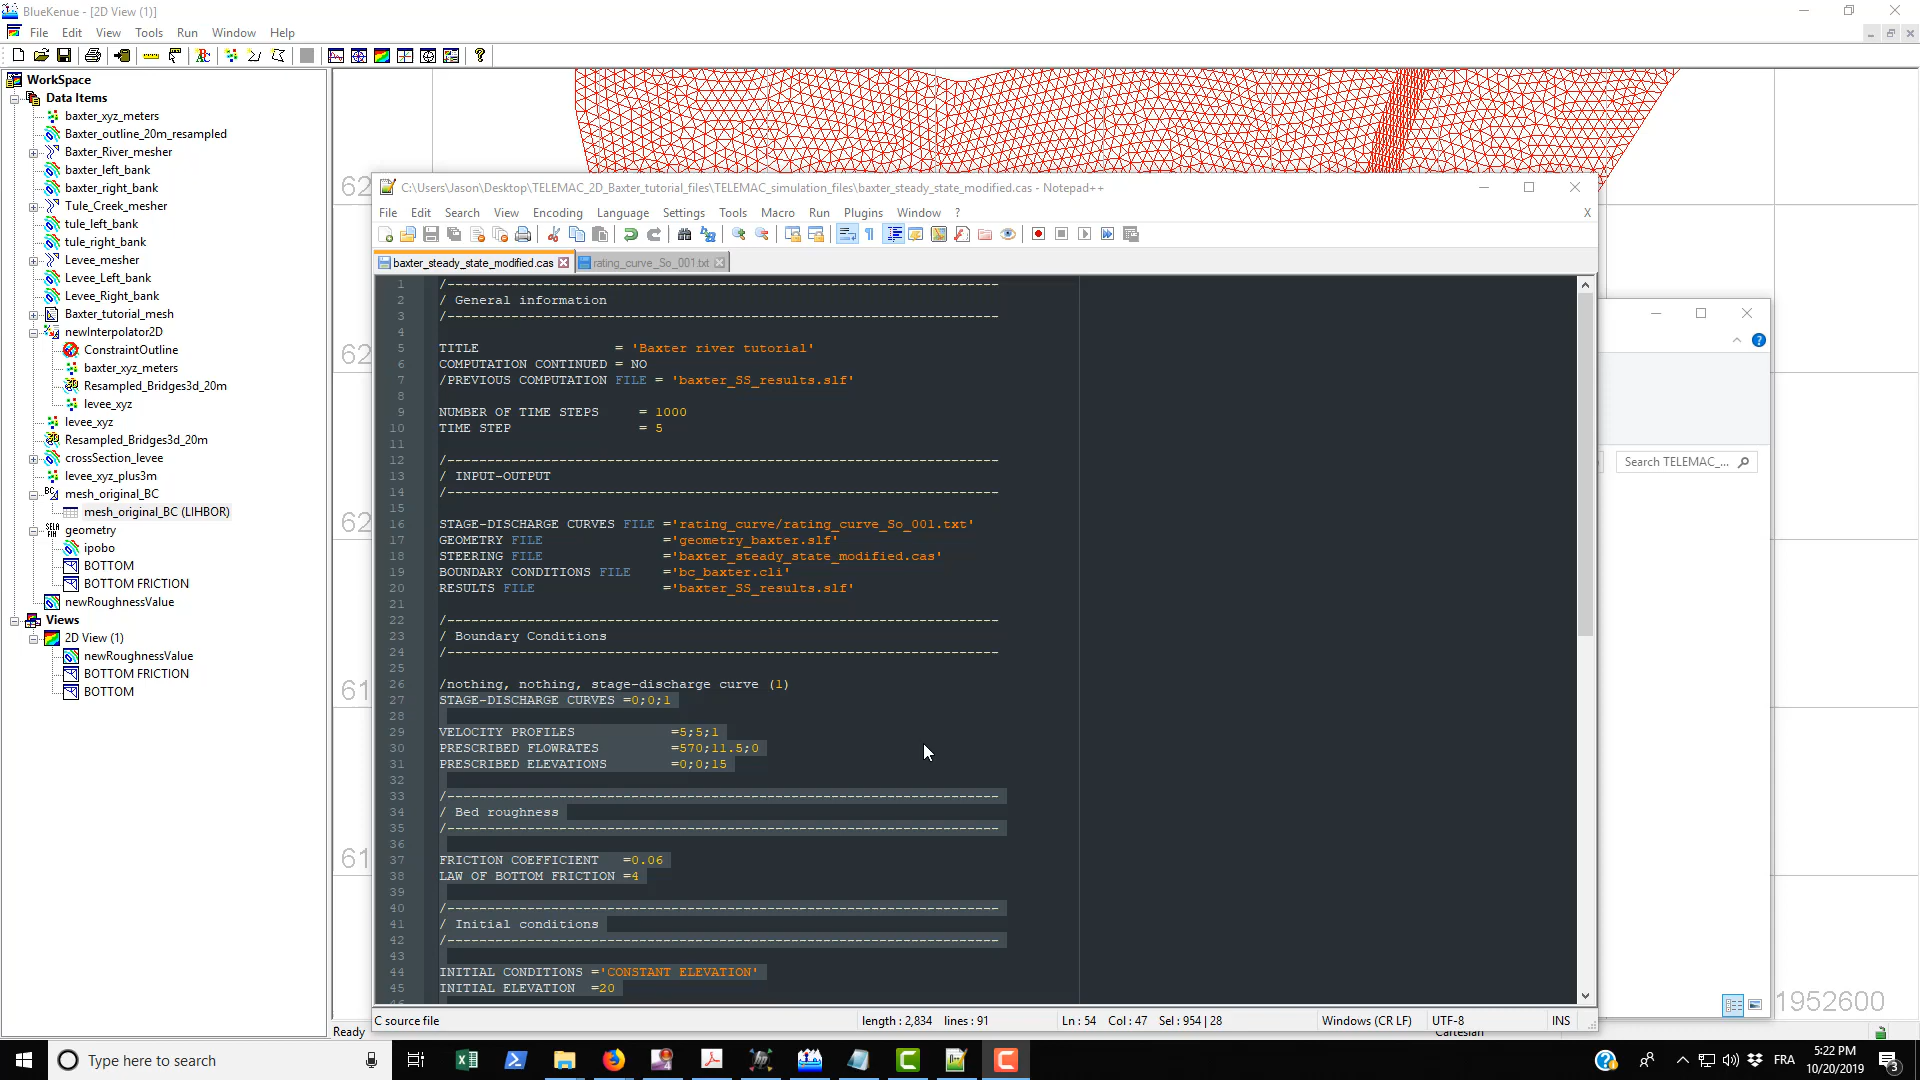 BlueKenue - [2D View (1)]
File Edit View Tools Run Window Help
WorkSpace
Data Items
baxter_xyz_meters
Baxter_outline_20m_resampled
Baxter_River_mesher
baxter_left_bank
baxter_right_bank
Tule_Creek_mesher
tule_left_bank
tule_right_bank
Levee_mesher
Levee_Left_bank
Levee_Right_bank
Baxter_tutorial_mesh
newInterpolator2D
ConstraintOutline
baxter_xyz_meters
Resampled_Bridges3d_20m
levee_xyz
levee_xyz
Resampled_Bridges3d_20m
crossSection_levee
levee_xyz_plus3m
mesh_original_BC
mesh_original_BC (LIHBOR)
geometry
ipobo
BOTTOM
BOTTOM FRICTION
newRoughnessValue
Views
2D View (1)
newRoughnessValue
BOTTOM FRICTION
BOTTOM
62
62
62
61
61
C:\Users\Jason\Desktop\TELEMAC_2D_Baxter_tutorial_files\TELEMAC_simulation_files\baxter_steady_state_modified.cas - Notepad++
File Edit Search View Encoding Language Settings Tools Macro Run Plugins Window ? X
baxter_steady_state_modified.cas rating_curve_So_001.txt
1 /----------------------------------------------------------------------
2 / General information
3 /----------------------------------------------------------------------
4
5 TITLE = 'Baxter river tutorial'
6 COMPUTATION CONTINUED = NO
7 /PREVIOUS COMPUTATION FILE = 'baxter_SS_results.slf'
8
9 NUMBER OF TIME STEPS = 1000
10 TIME STEP = 5
11
12 /----------------------------------------------------------------------
13 / INPUT-OUTPUT
14 /----------------------------------------------------------------------
15
16 STAGE-DISCHARGE CURVES FILE ='rating_curve/rating_curve_So_001.txt'
17 GEOMETRY FILE ='geometry_baxter.slf'
18 STEERING FILE ='baxter_steady_state_modified.cas'
19 BOUNDARY CONDITIONS FILE ='bc_baxter.cli'
20 RESULTS FILE ='baxter_SS_results.slf'
21
22 /----------------------------------------------------------------------
23 / Boundary Conditions
24 /----------------------------------------------------------------------
25
26 /nothing, nothing, stage-discharge curve (1)
27 STAGE-DISCHARGE CURVES =0;0;1
28
29 VELOCITY PROFILES =5;5;1
30 PRESCRIBED FLOWRATES =570;11.5;0
31 PRESCRIBED ELEVATIONS =0;0;15
32
33 /----------------------------------------------------------------------
34 / Bed roughness
35 /----------------------------------------------------------------------
36
37 FRICTION COEFFICIENT =0.06
38 LAW OF BOTTOM FRICTION =4
39
40 /----------------------------------------------------------------------
41 / Initial conditions
42 /----------------------------------------------------------------------
43
44 INITIAL CONDITIONS ='CONSTANT ELEVATION'
45 INITIAL ELEVATION =20
C source file length : 2,834 lines : 91 Ln : 54 Col : 47 Sel : 954 | 28 Windows (CR LF) UTF-8 INS
Search TELEMAC_...
1952600
Ready
Cartesian
Type here to search
FRA
5:22 PM
10/20/2019
3